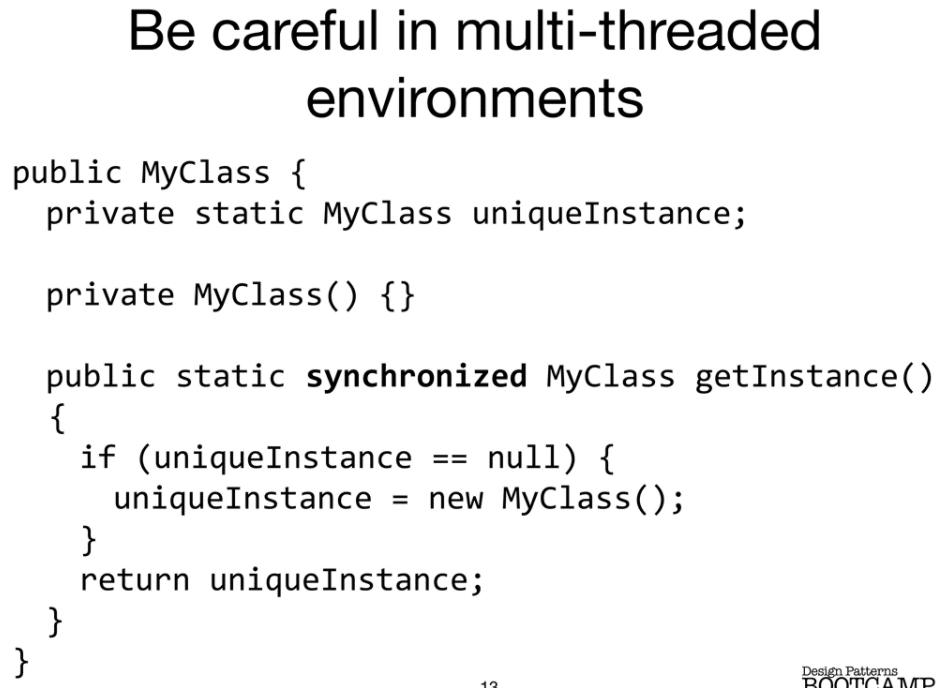 Be careful in multi-threaded
environments
public MyClass {
  private static MyClass uniqueInstance;
  private MyClass() {}
  public static synchronized MyClass getInstance()
  {
    if (uniqueInstance == null) {
      uniqueInstance = new MyClass();
    }
    return uniqueInstance;
  }
}
13
Design Patterns
BOOTCAMP